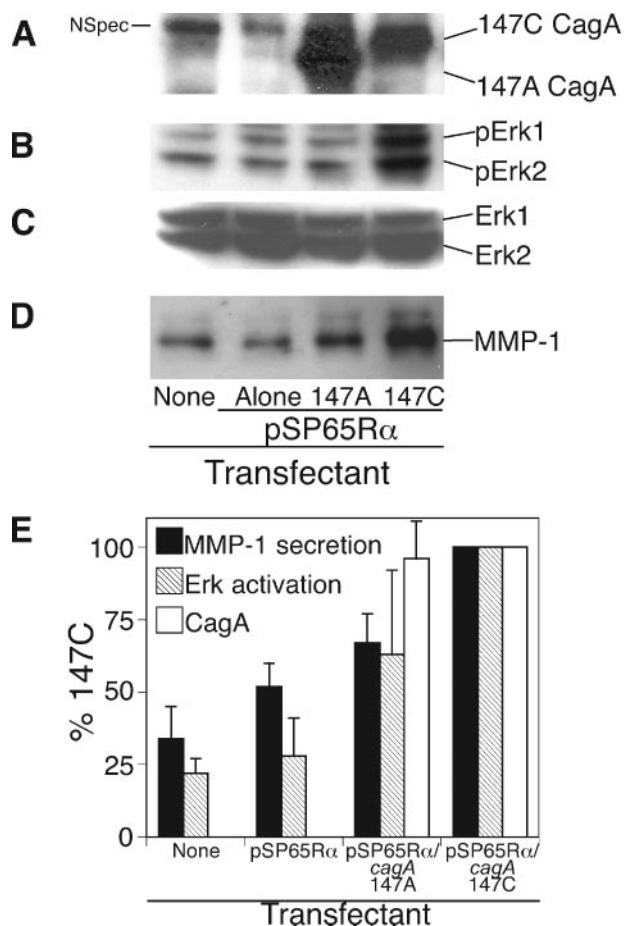 A
NSpec
147C CagA
147A CagA
B
pErk1
pErk2
C
Erk1
Erk2
D
MMP-1
None Alone 147A 147C
pSP65Rα
Transfectant
E
100
75
50
25
0
% 147C
MMP-1 secretion
Erk activation
CagA
None pSP65Rα pSP65Rα/ pSP65Rα/
cagA cagA
147A 147C
Transfectant